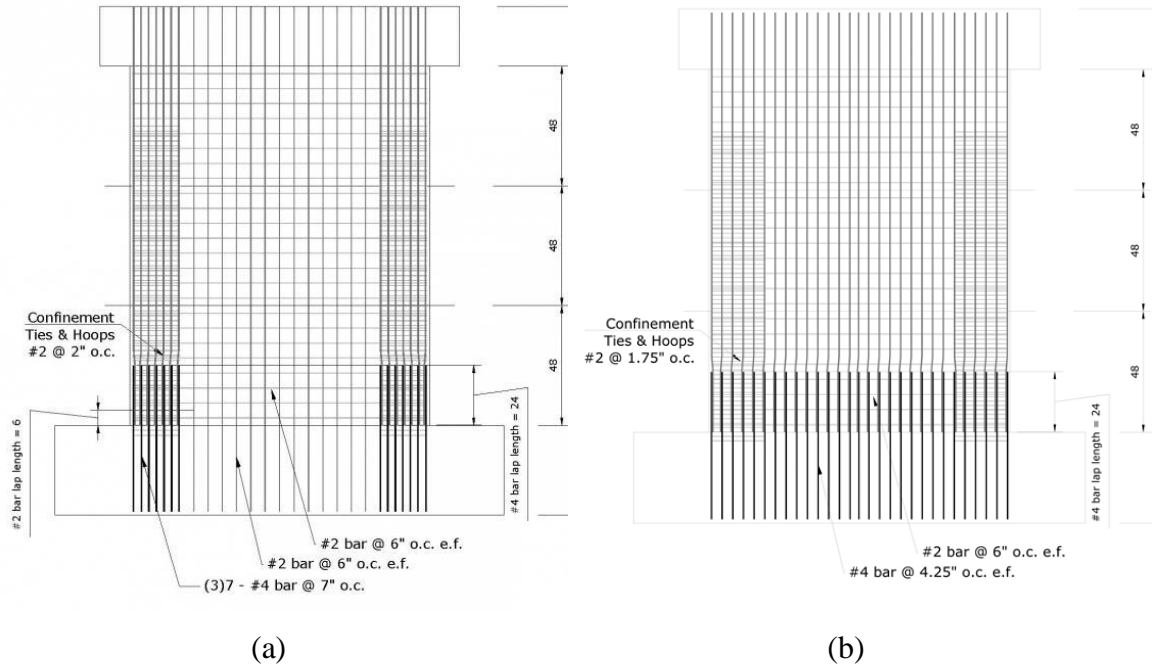 48
48
48
Confinement
Ties & Hoops
#2 @ 2" o.c.
#2 bar lap length = 6
#4 bar lap length = 24
#2 bar @ 6" o.c. e.f.
#2 bar @ 6" o.c. e.f.
(3)7 - #4 bar @ 7" o.c.
(a)
48
48
48
Confinement
Ties & Hoops
#2 @ 1.75" o.c.
#4 bar lap length = 24
#2 bar @ 6" o.c. e.f.
#4 bar @ 4.25" o.c. e.f.
(b)